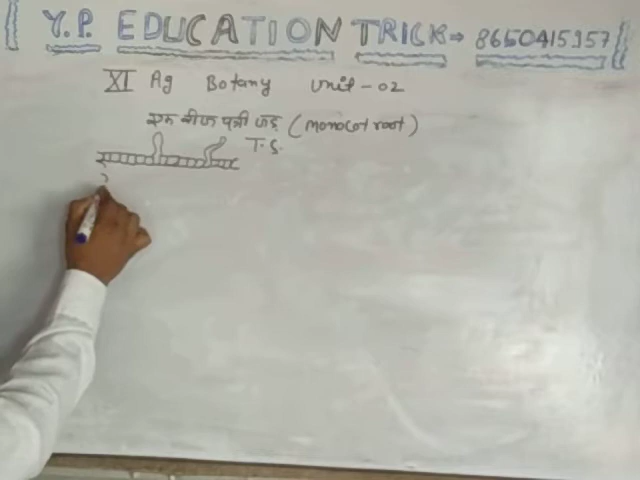 Y.P. EDUCATION TRICK → 8650415957
XI Ag Botany Unit - 02
एक बीज पत्री जड़ (monocot root)
T.S.